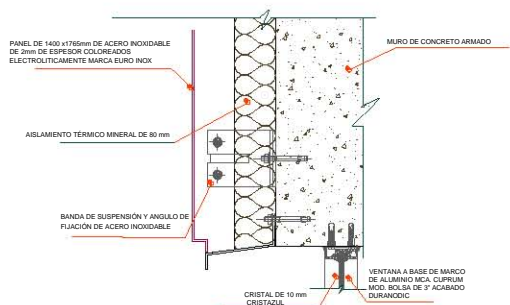 PANEL DE 1400 x1765mm DE ACERO INOXIDABLE
DE 2mm DE ESPESOR COLOREADOS
ELECTROLITICAMENTE MARCA EURO INOX
MURO DE CONCRETO ARMADO
AISLAMIENTO TÉRMICO MINERAL DE 80 mm
BANDA DE SUSPENSIÓN Y ANGULO DE
FIJACIÓN DE ACERO INOXIDABLE
VENTANA A BASE DE MARCO
DE ALUMINIO MCA. CUPRUM
MOD. BOLSA DE 3" ACABADO
DURANODIC
CRISTAL DE 10 mm
CRISTAZUL